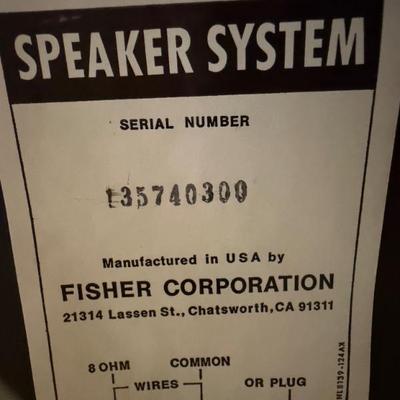 SPEAKER SYSTEM
SERIAL NUMBER
135740300
Manufactured in USA by
FISHER CORPORATION
21314 Lassen St., Chatsworth, CA 91311
8 OHM COMMON
WIRES OR PLUG